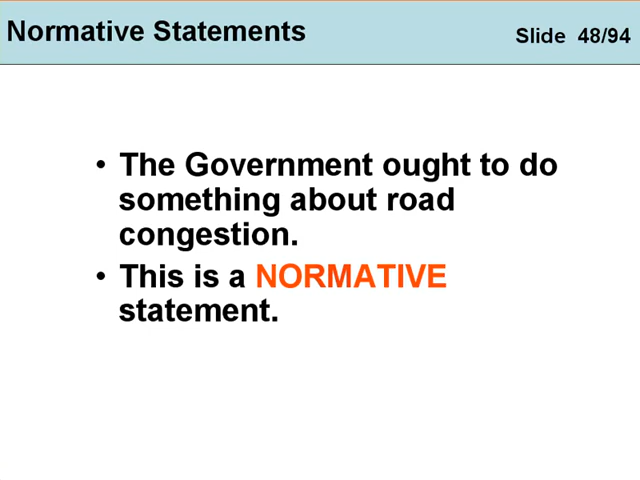 Normative Statements
Slide 48/94
• The Government ought to do
something about road
congestion.
• This is a NORMATIVE
statement.